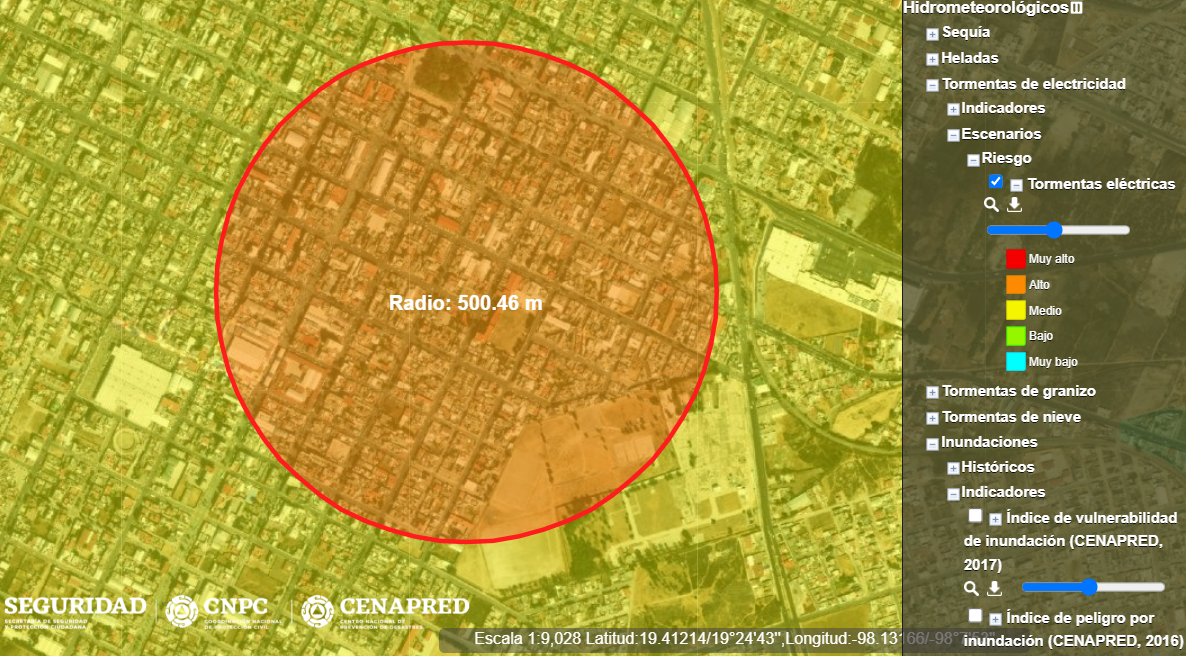 Hidrometeorológicos
Sequía
Heladas
Tormentas de electricidad
Indicadores
Escenarios
Riesgo
Tormentas eléctricas
Muy alto
Alto
Medio
Bajo
Muy bajo
Tormentas de granizo
Tormentas de nieve
Inundaciones
Históricos
Indicadores
Índice de vulnerabilidad
de inundación (CENAPRED,
2017)
Índice de peligro por
inundación (CENAPRED, 2016)
Radio: 500.46 m
SEGURIDAD
SECRETARÍA DE SEGURIDAD
Y PROTECCIÓN CIUDADANA
CNPC
COORDINACIÓN NACIONAL
DE PROTECCIÓN CIVIL
CENAPRED
CENTRO NACIONAL DE
PREVENCIÓN DE DESASTRES
Escala 1:9,028 Latitud:19.41214/19°24'43'',Longitud:-98.13166/-98°